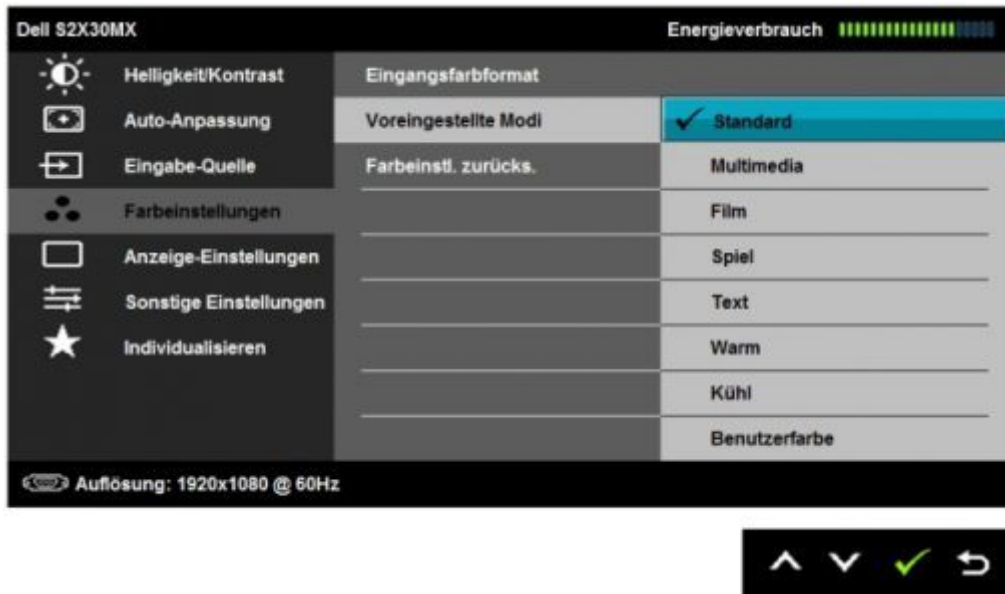 Dell S2X30MX Energieverbrauch
Helligkeit/Kontrast Eingangsfarbformat
Auto-Anpassung Voreingestellte Modi Standard
Eingabe-Quelle Farbeinstl. zurücks. Multimedia
Farbeinstellungen Film
Anzeige-Einstellungen Spiel
Sonstige Einstellungen Text
Individualisieren Warm
Kühl
Benutzerfarbe
Auflösung: 1920x1080 @ 60Hz